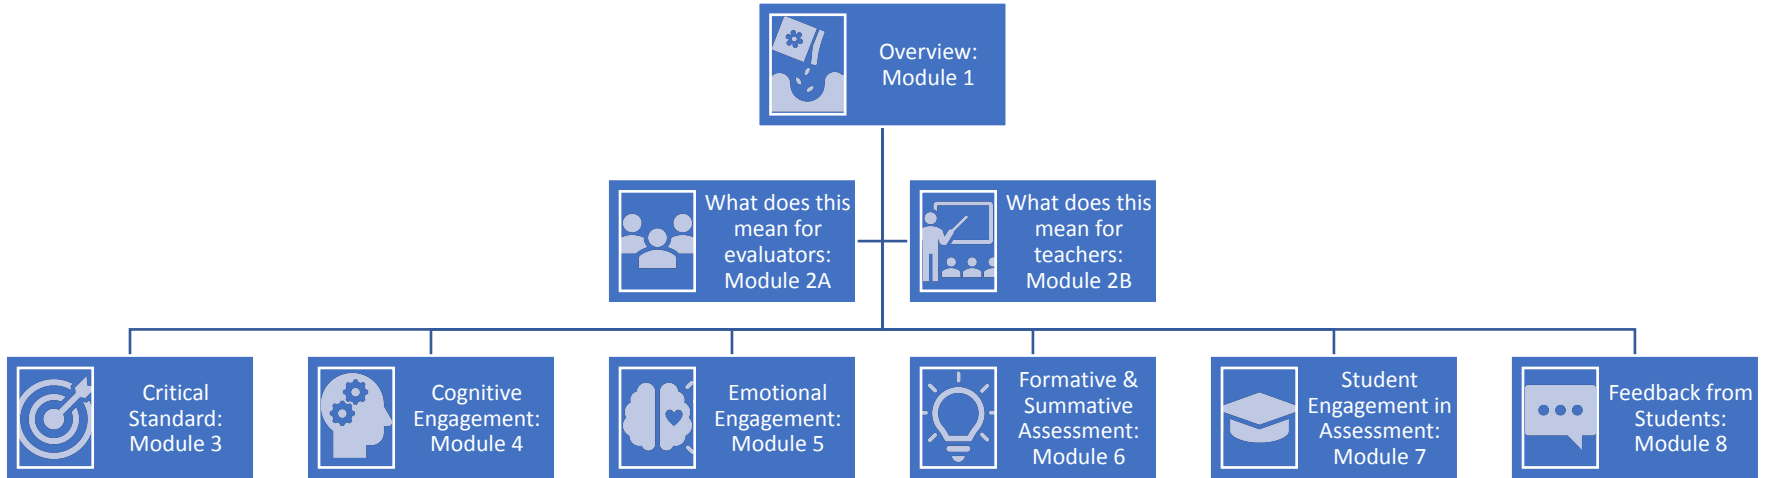 Overview:
Module 1
What does this
mean for
evaluators:
Module 2A
What does this
mean for
teachers:
Module 2B
Critical
Standard:
Module 3
Cognitive
Engagement:
Module 4
Emotional
Engagement:
Module 5
Formative &
Summative
Assessment:
Module 6
Student
Engagement in
Assessment:
Module 7
Feedback from
Students:
Module 8